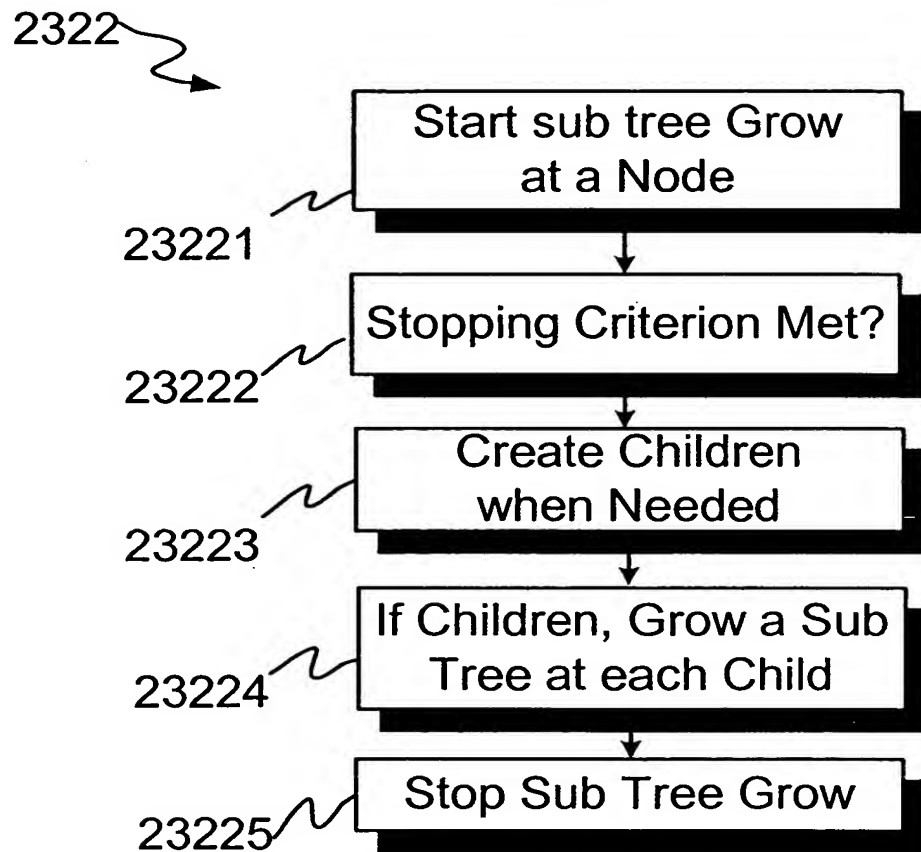 2322
Start sub tree Grow
at a Node
23221
Stopping Criterion Met?
23222
Create Children
when Needed
23223
If Children, Grow a Sub
Tree at each Child
23224
Stop Sub Tree Grow
23225